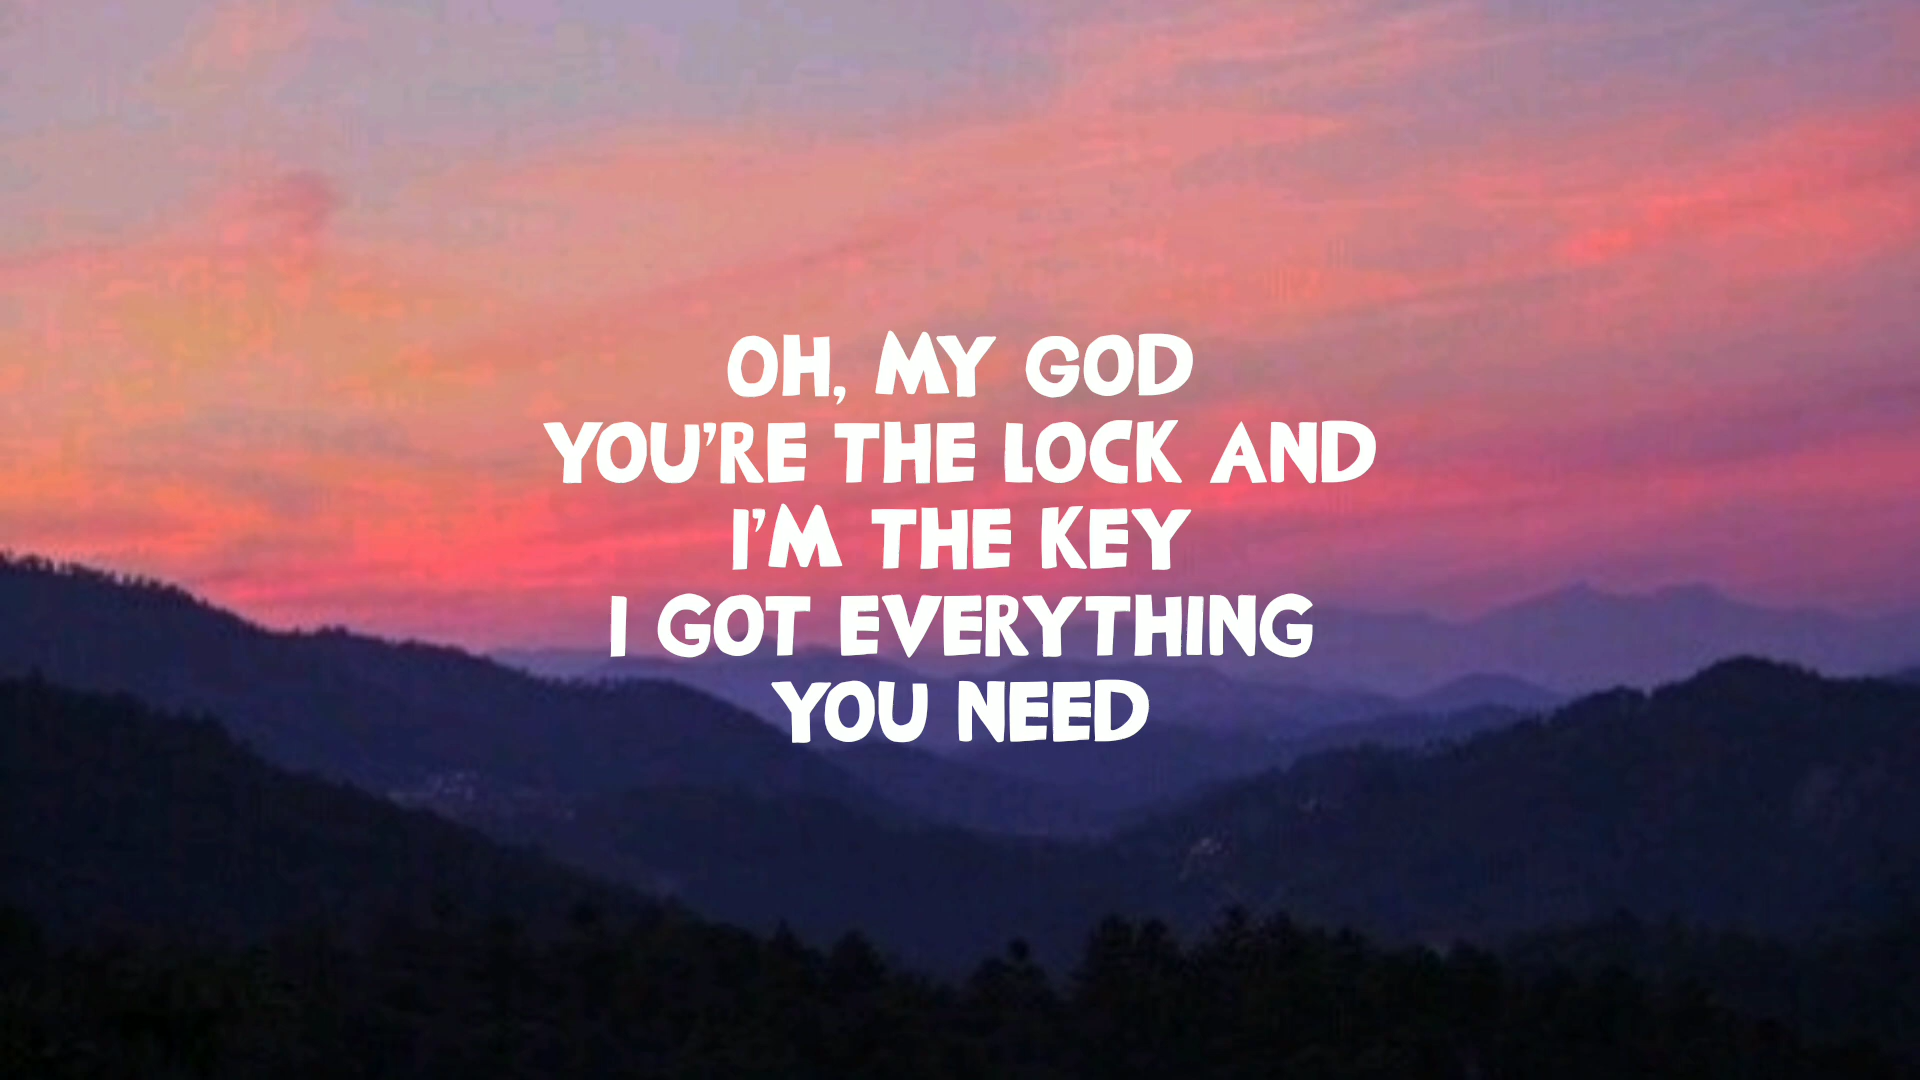 OH, MY GOD
YOU'RE THE LOCK AND
I'M THE KEY
I GOT EVERYTHING
YOU NEED